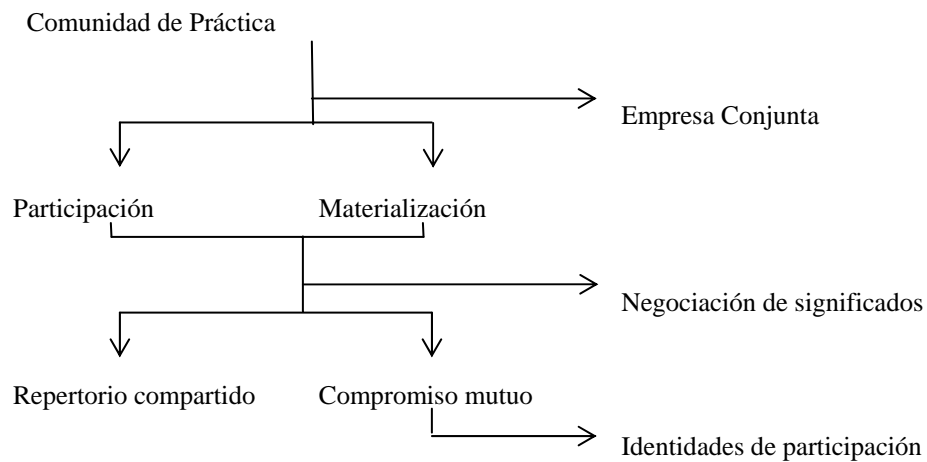 Comunidad de Práctica
Empresa Conjunta
Participación
Materialización
Negociación de significados
Repertorio compartido
Compromiso mutuo
Identidades de participación